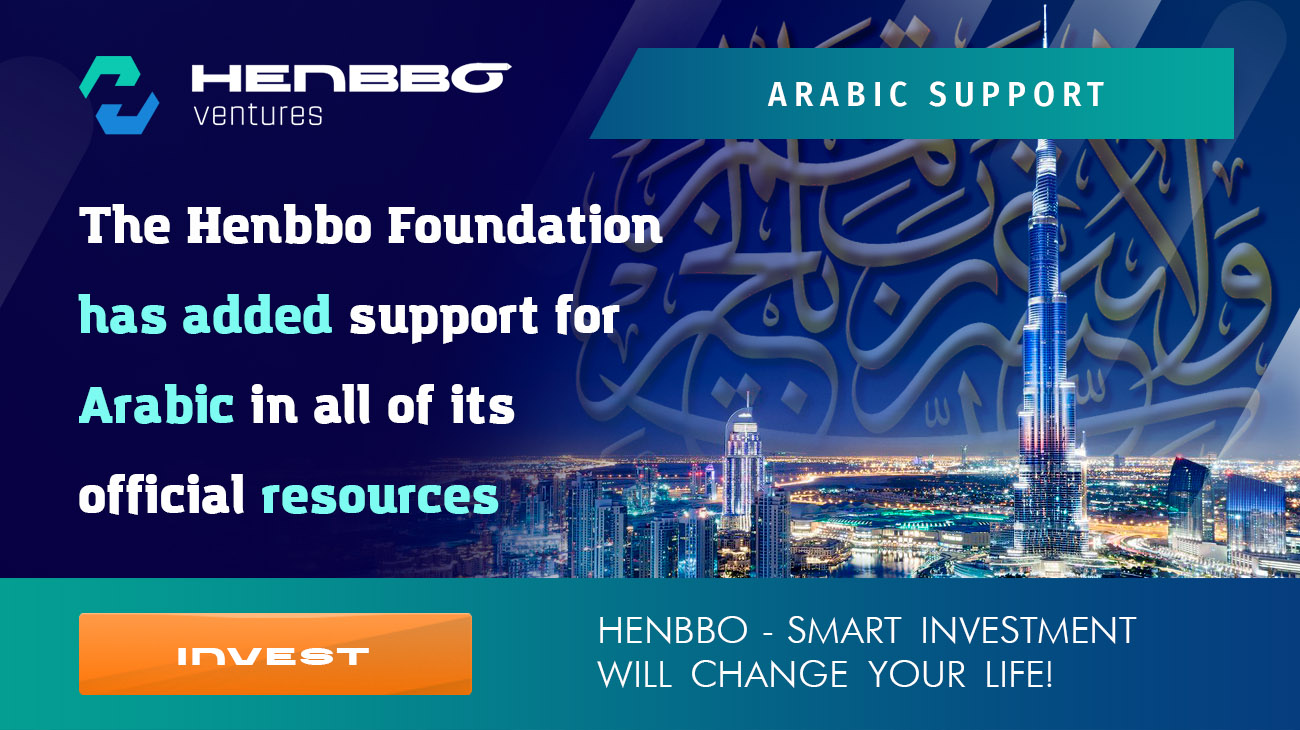 HENBBO
ventures
ARABIC SUPPORT
The Henbbo Foundation
has added support for
Arabic in all of its
official resources
INVEST
HENBBO - SMART INVESTMENT
WILL CHANGE YOUR LIFE!